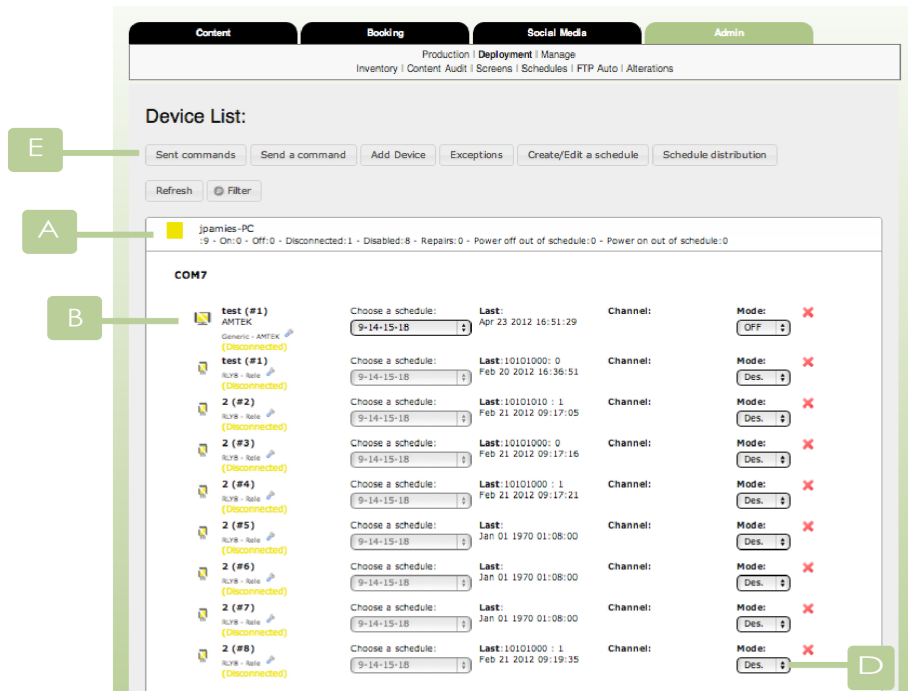 Content Booking Social Media Admin
Production | Deployment | Manage
Inventory | Content Audit | Screens | Schedules | FTP Auto | Alterations
Device List:
E
Sent commands Send a command Add Device Exceptions Create/Edit a schedule Schedule distribution
Refresh Filter
A
jpamies-PC
:9 - On:0 - Off:0 - Disconnected:1 - Disabled:8 - Repairs:0 - Power off out of schedule:0 - Power on out of schedule:0
COM7
B
test (#1) Choose a schedule: Last: Channel: Mode:
AMTEK 9-14-15-18 Apr 23 2012 16:51:29 OFF
Generic - AMTEK
(Disconnected)
test (#1) Choose a schedule: Last:10101000: 0 Channel: Mode:
RLY8 - Rele 9-14-15-18 Feb 20 2012 16:36:51 Des.
(Disconnected)
2 (#2) Choose a schedule: Last:10101010 : 1 Channel: Mode:
RLY8 - Rele 9-14-15-18 Feb 21 2012 09:17:05 Des.
(Disconnected)
2 (#3) Choose a schedule: Last:10101000: 0 Channel: Mode:
RLY8 - Rele 9-14-15-18 Feb 21 2012 09:17:16 Des.
(Disconnected)
2 (#4) Choose a schedule: Last:10101000 : 1 Channel: Mode:
RLY8 - Rele 9-14-15-18 Feb 21 2012 09:17:21 Des.
(Disconnected)
2 (#5) Choose a schedule: Last: Channel: Mode:
RLY8 - Rele 9-14-15-18 Jan 01 1970 01:08:00 Des.
(Disconnected)
2 (#6) Choose a schedule: Last: Channel: Mode:
RLY8 - Rele 9-14-15-18 Jan 01 1970 01:08:00 Des.
(Disconnected)
2 (#7) Choose a schedule: Last: Channel: Mode:
RLY8 - Rele 9-14-15-18 Jan 01 1970 01:08:00 Des.
(Disconnected)
2 (#8) Choose a schedule: Last:10101000 : 1 Channel: Mode:
RLY8 - Rele 9-14-15-18 Feb 21 2012 09:19:35 Des.
(Disconnected)
D